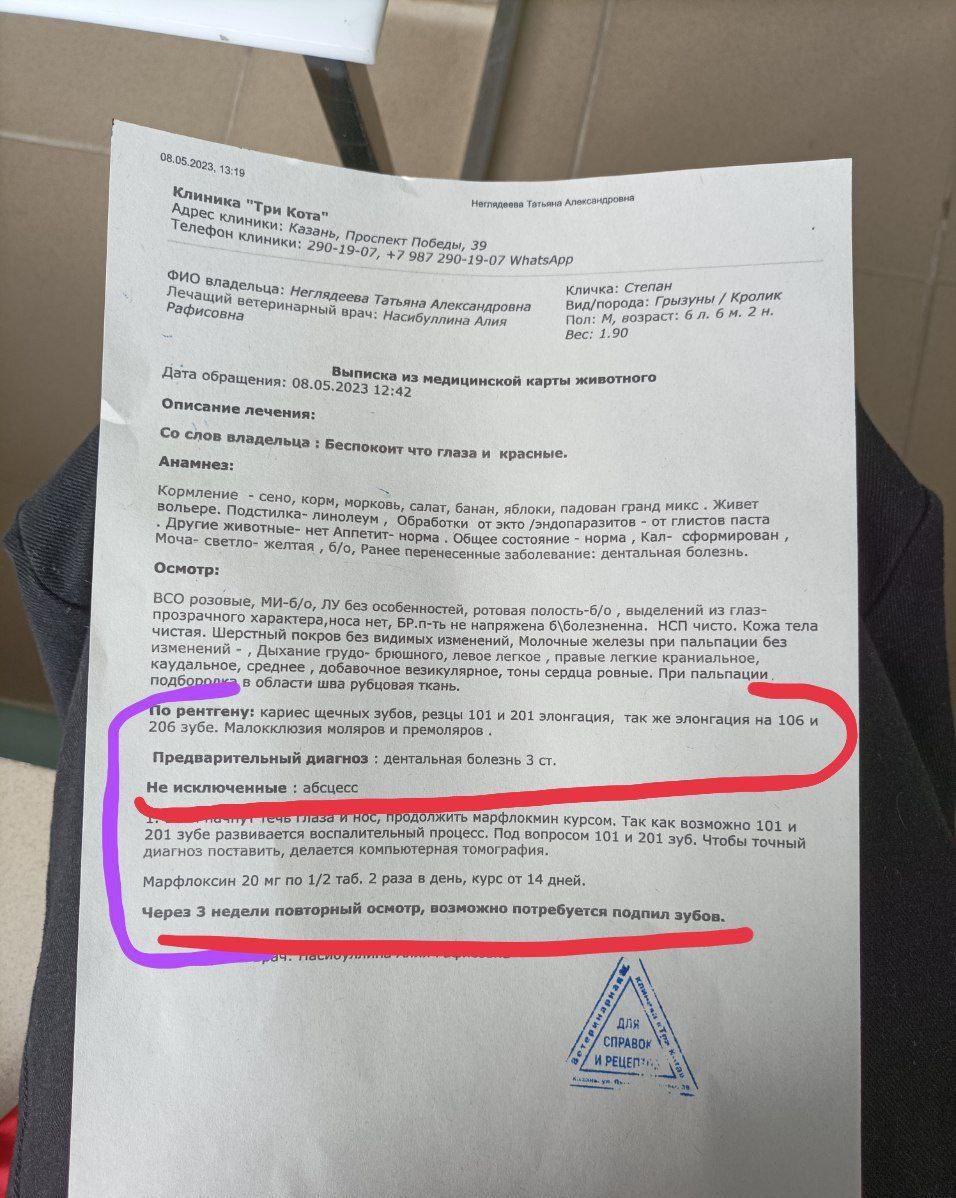 08.05.2023, 13:19
Неглядеева Татьяна Александровна
Клиника "Три Кота"
Адрес клиники: Казань, Проспект Победы, 39
Телефон клиники: 290-19-07, +7 987 290-19-07 WhatsApp
ФИО владельца: Неглядеева Татьяна Александровна
Лечащий ветеринарный врач: Насибуллина Алия
Рафисовна
Кличка: Степан
Вид/порода: Грызуны / Кролик
Пол: М, возраст: 6 л. 6 м. 2 н.
Вес: 1.90
Выписка из медицинской карты животного
Дата обращения: 08.05.2023 12:42
Описание лечения:
Со слов владельца : Беспокоит что глаза и красные.
Анамнез:
Кормление - сено, корм, морковь, салат, банан, яблоки, падован гранд микс . Живет
вольере. Подстилка- линолеум , Обработки от экто /эндопаразитов - от глистов паста
. Другие животные- нет Аппетит- норма . Общее состояние - норма , Кал- сформирован ,
Моча- светло- желтая , б/о, Ранее перенесенные заболевание: дентальная болезнь.
Осмотр:
ВСО розовые, МИ-б/о, ЛУ без особенностей, ротовая полость-б/о , выделений из глаз-
прозрачного характера,носа нет, БР.п-ть не напряжена б\болезненна. НСП чисто. Кожа тела
чистая. Шерстный покров без видимых изменений, Молочные железы при пальпации без
изменений - , Дыхание грудо- брюшного, левое легкое , правые легкие краниальное,
каудальное, среднее , добавочное везикулярное, тоны сердца ровные. При пальпации
подбородка в области шва рубцовая ткань.
По рентгену: кариес щечных зубов, резцы 101 и 201 элонгация, так же элонгация на 106 и
206 зубе. Малокклюзия моляров и премоляров .
Предварительный диагноз : дентальная болезнь 3 ст.
Не исключенные : абсцесс
1. начнут течь глаза и нос, продолжить марфлокмин курсом. Так как возможно 101 и
201 зубе развивается воспалительный процесс. Под вопросом 101 и 201 зуб. Чтобы точный
диагноз поставить, делается компьютерная томография.
Марфлоксин 20 мг по 1/2 таб. 2 раза в день, курс от 14 дней.
Через 3 недели повторный осмотр, возможно потребуется подпил зубов.
врач: Насибуллина Алия Рафисовна
Ветеринарная клиника «Три Кота»
ДЛЯ
СПРАВОК
И РЕЦЕПТОВ